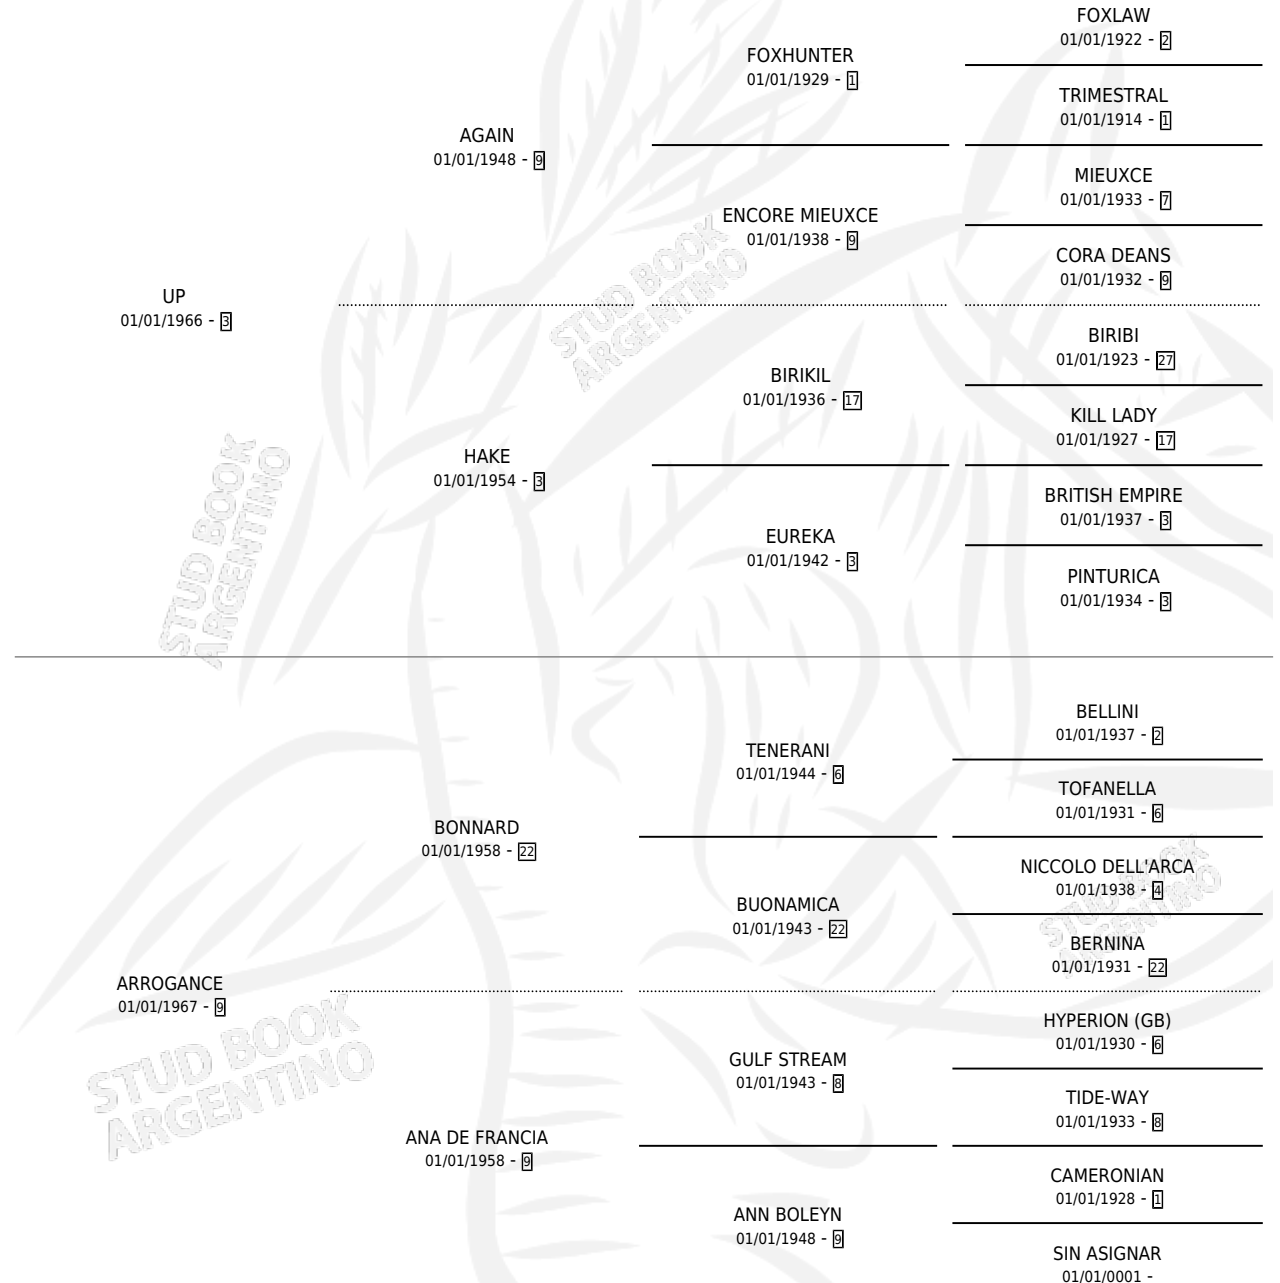 FOXLAW
01/01/1922 - 2
FOXHUNTER
01/01/1929 - 1
TRIMESTRAL
01/01/1914 - 1
AGAIN
01/01/1948 - 9
MIEUXCE
01/01/1933 - 7
ENCORE MIEUXCE
01/01/1938 - 9
CORA DEANS
01/01/1932 - 9
UP
01/01/1966 - 3
BIRIBI
01/01/1923 - 27
BIRIKIL
01/01/1936 - 17
KILL LADY
01/01/1927 - 17
HAKE
01/01/1954 - 3
BRITISH EMPIRE
01/01/1937 - 3
EUREKA
01/01/1942 - 3
PINTURICA
01/01/1934 - 3
STUD BOOK
ARGENTINO
STUD BOOK
ARGENTINO
BELLINI
01/01/1937 - 2
TENERANI
01/01/1944 - 6
TOFANELLA
01/01/1931 - 6
BONNARD
01/01/1958 - 22
NICCOLO DELL'ARCA
01/01/1938 - 4
BUONAMICA
01/01/1943 - 22
BERNINA
01/01/1931 - 22
STUD BOOK
ARGENTINO
ARROGANCE
01/01/1967 - 9
HYPERION (GB)
01/01/1930 - 6
GULF STREAM
01/01/1943 - 8
TIDE-WAY
01/01/1933 - 8
STUD BOOK
ARGENTINO
ANA DE FRANCIA
01/01/1958 - 9
CAMERONIAN
01/01/1928 - 1
ANN BOLEYN
01/01/1948 - 9
SIN ASIGNAR
01/01/0001 -